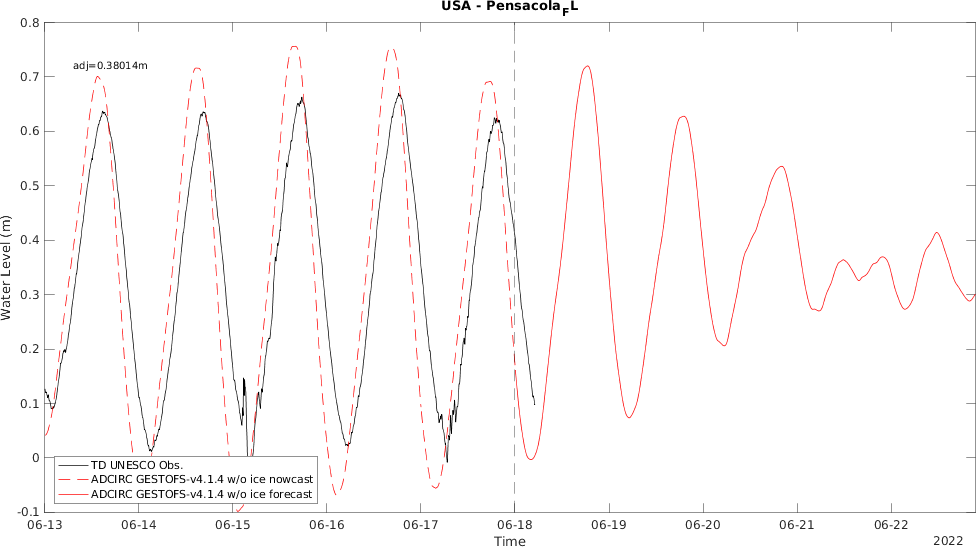 USA - Pensacola_FL
0.8
adj=0.38014m
0.7
0.6
0.5
0.4
0.3
0.2
0.1
0
-0.1
Water Level (m)
TD UNESCO Obs.
ADCIRC GESTOFS-v4.1.4 w/o ice nowcast
ADCIRC GESTOFS-v4.1.4 w/o ice forecast
06-13 06-14 06-15 06-16 06-17 06-18 06-19 06-20 06-21 06-22
Time
2022